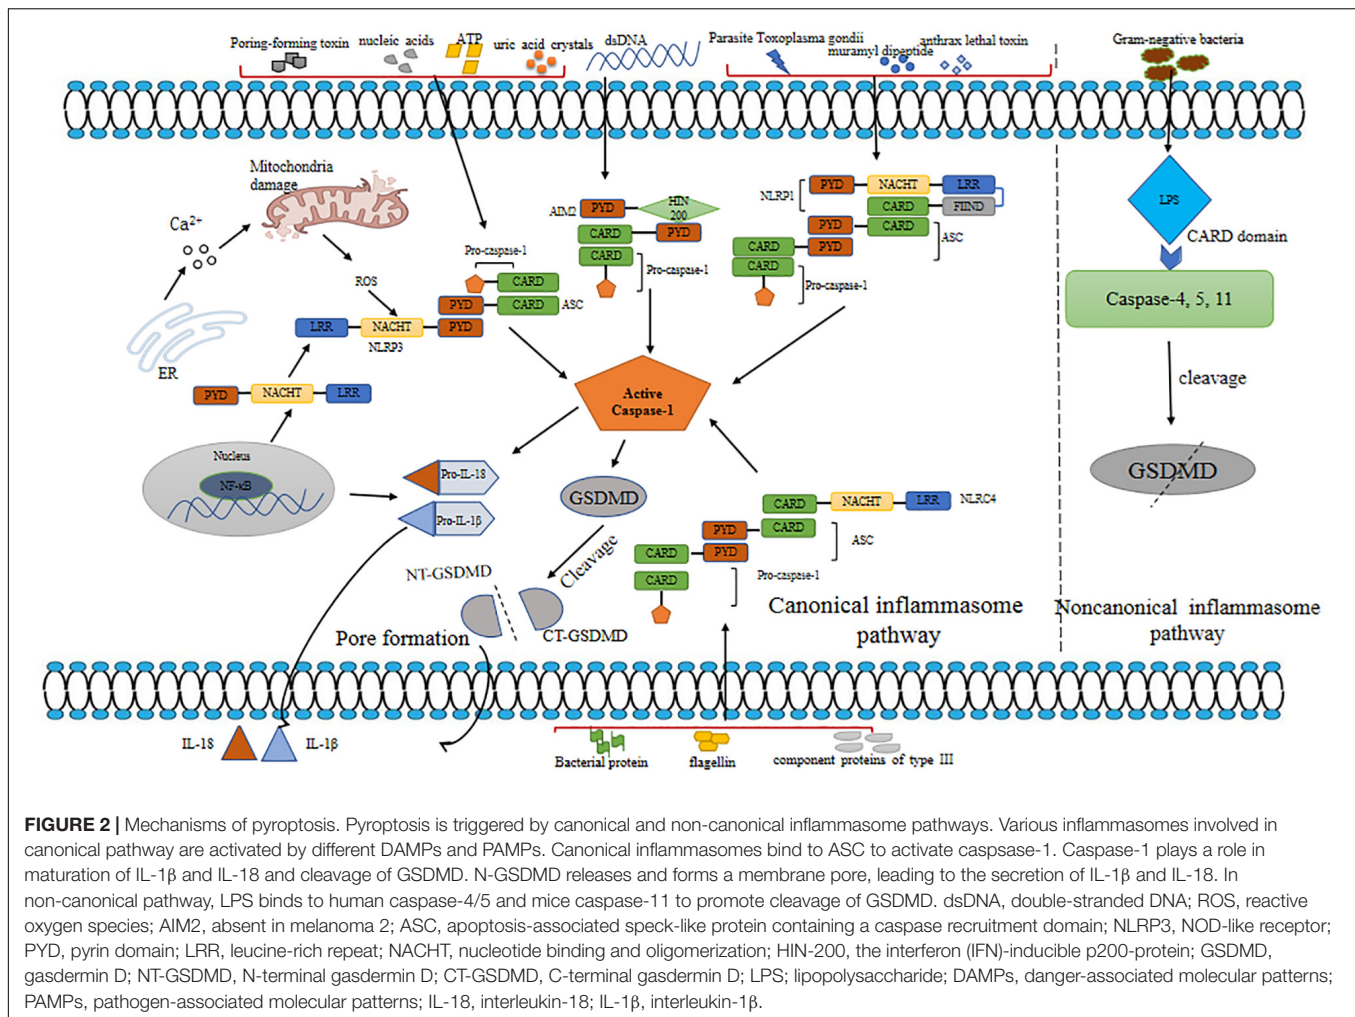 Poring-forming toxin
nucleic acids
ATP
uric acid crystals
dsDNA
Parasite Toxoplasma gondii
muramyl dipeptide
anthrax lethal toxin
Gram-negative bacteria
Mitochondria
damage
Ca2+
ER
ROS
LRR
NACHT
PYD
NLRP3
Pro-caspase-1
CARD
PYD
CARD
ASC
PYD
NACHT
LRR
Nucleus
NF-κB
AIM2
PYD
HIN
200
CARD
PYD
CARD
Pro-caspase-1
NLRP1
PYD
NACHT
LRR
CARD
FIIND
PYD
CARD
ASC
CARD
PYD
CARD
Pro-caspase-1
Active
Caspase-1
Pro-IL-18
Pro-IL-1β
GSDMD
Cleavage
NT-GSDMD
CT-GSDMD
Pore formation
CARD
NACHT
LRR
NLRC4
PYD
CARD
ASC
CARD
PYD
CARD
Pro-caspase-1
Canonical inflammasome
pathway
LPS
CARD domain
Caspase-4, 5, 11
cleavage
GSDMD
Noncanonical inflammasome
pathway
IL-18
IL-1β
Bacterial protein
flagellin
component proteins of type III
FIGURE 2 | Mechanisms of pyroptosis. Pyroptosis is triggered by canonical and non-canonical inflammasome pathways. Various inflammasomes involved in
canonical pathway are activated by different DAMPs and PAMPs. Canonical inflammasomes bind to ASC to activate caspsase-1. Caspase-1 plays a role in
maturation of IL-1β and IL-18 and cleavage of GSDMD. N-GSDMD releases and forms a membrane pore, leading to the secretion of IL-1β and IL-18. In
non-canonical pathway, LPS binds to human caspase-4/5 and mice caspase-11 to promote cleavage of GSDMD. dsDNA, double-stranded DNA; ROS, reactive
oxygen species; AIM2, absent in melanoma 2; ASC, apoptosis-associated speck-like protein containing a caspase recruitment domain; NLRP3, NOD-like receptor;
PYD, pyrin domain; LRR, leucine-rich repeat; NACHT, nucleotide binding and oligomerization; HIN-200, the interferon (IFN)-inducible p200-protein; GSDMD,
gasdermin D; NT-GSDMD, N-terminal gasdermin D; CT-GSDMD, C-terminal gasdermin D; LPS; lipopolysaccharide; DAMPs, danger-associated molecular patterns;
PAMPs, pathogen-associated molecular patterns; IL-18, interleukin-18; IL-1β, interleukin-1β.